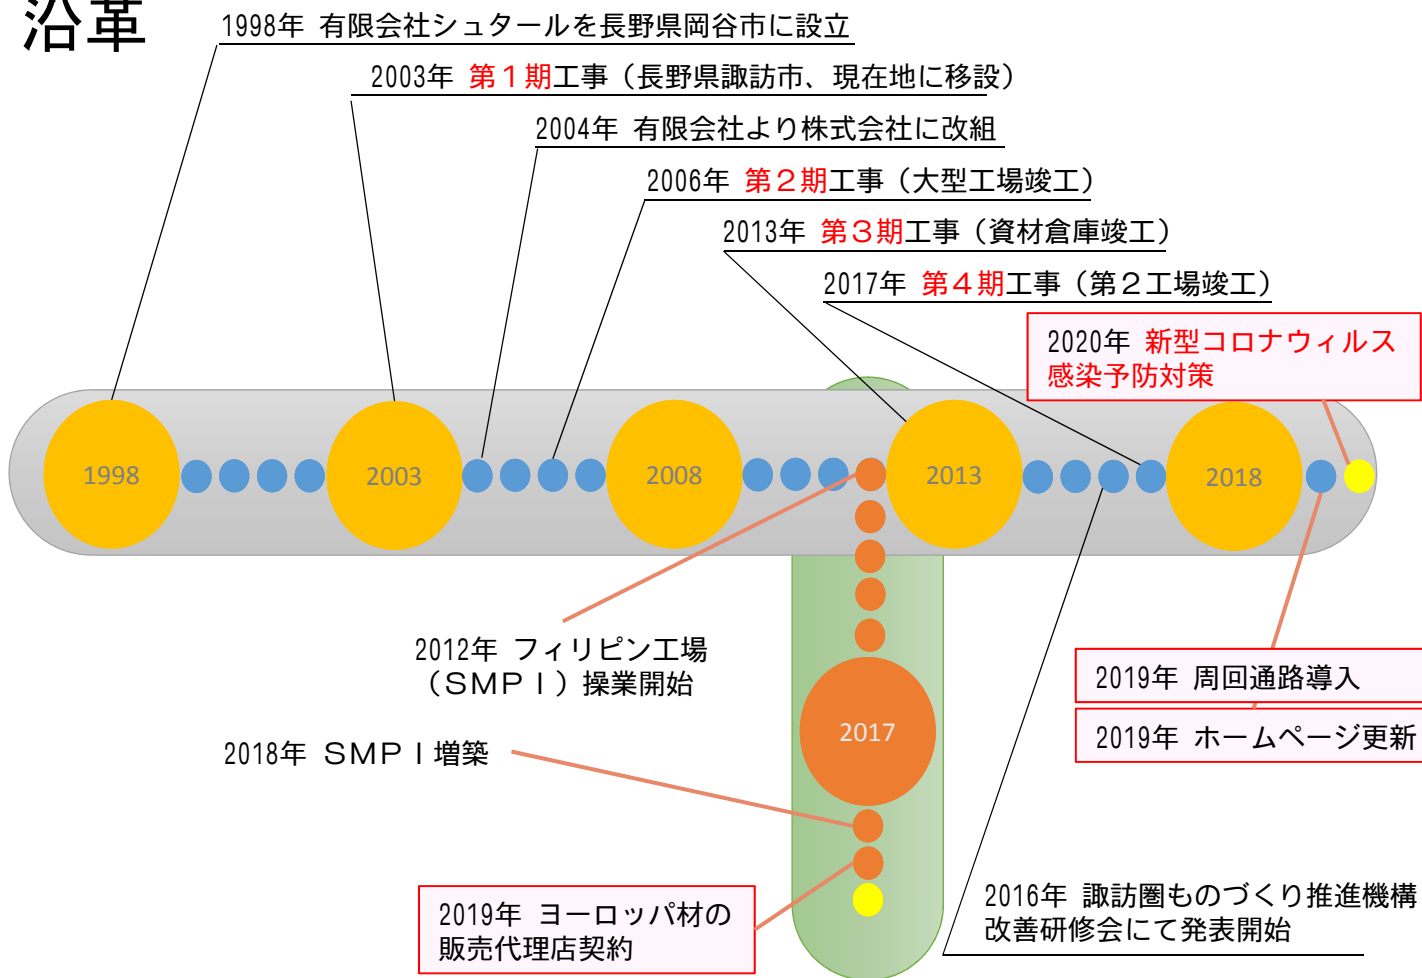 沿革
1998年 有限会社シュタールを長野県岡谷市に設立
2003年 第１期工事（長野県諏訪市、現在地に移設）
2004年 有限会社より株式会社に改組
2006年 第２期工事（大型工場竣工）
2013年 第３期工事（資材倉庫竣工）
2017年 第４期工事（第２工場竣工）
2020年 新型コロナウィルス
感染予防対策
1998
2003
2008
2013
2018
2012年 フィリピン工場
（ＳＭＰＩ）操業開始
2019年 周回通路導入
2019年 ホームページ更新
2017
2018年 ＳＭＰＩ増築
2019年 ヨーロッパ材の
販売代理店契約
2016年 諏訪圏ものづくり推進機構
改善研修会にて発表開始